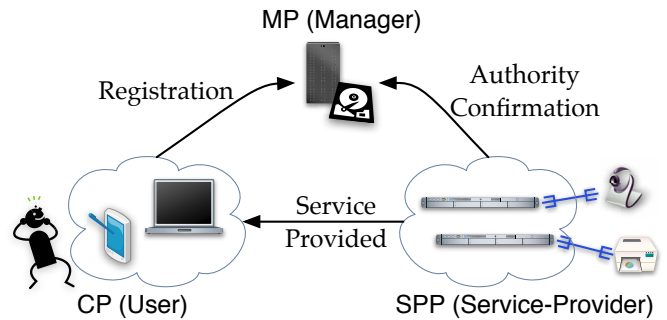 MP (Manager)
Registration
Authority
Confirmation
Service
Provided
CP (User)
SPP (Service-Provider)